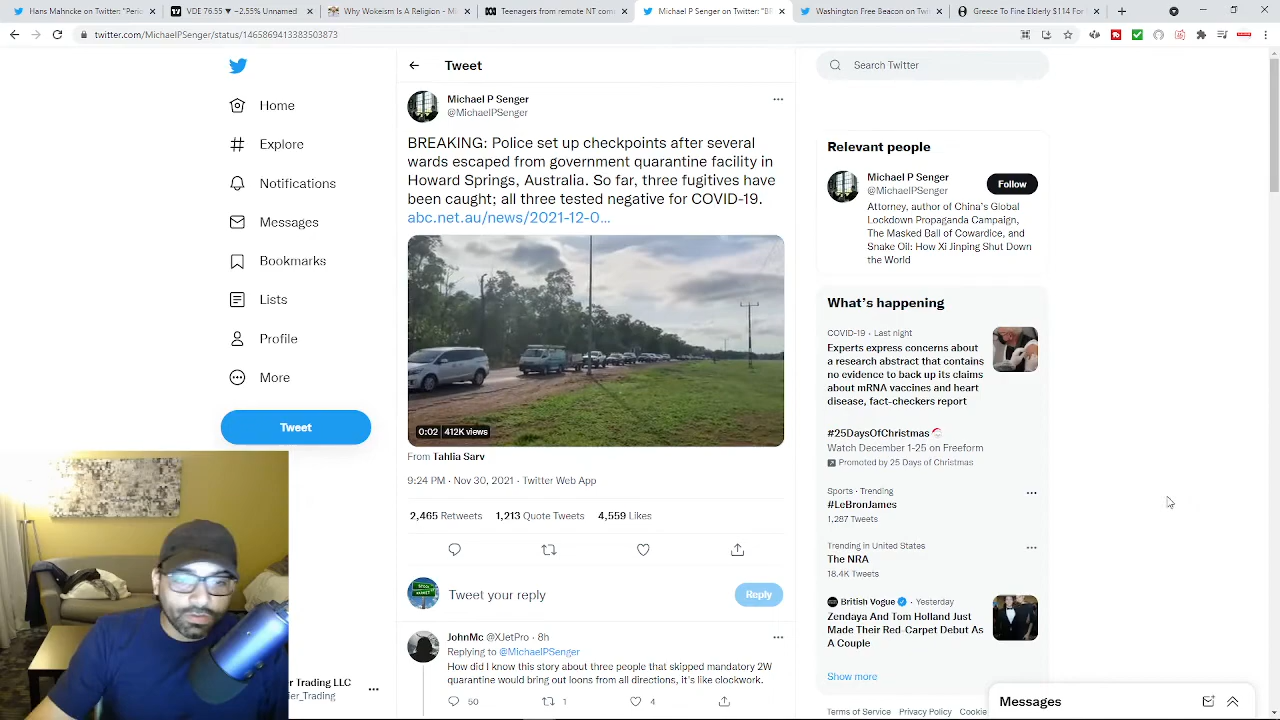 Hans Mahncke on Twitter: "Peric
VDE 76.55 ▼ −2.55% Unnamed
Why Wokeism Is A Religion - Mi
Teenagers from remote NT com
Michael P Senger on Twitter: "BR
Washington Free Beacon on Twit
Greece To Fine Elderly $114 For
twitter.com/MichaelPSenger/status/1465869413383503873
Home
Explore
Notifications
Messages
Bookmarks
Lists
Profile
More
Tweet
er Trading LLC
er_Trading
Tweet
Michael P Senger
@MichaelPSenger
BREAKING: Police set up checkpoints after several
wards escaped from government quarantine facility in
Howard Springs, Australia. So far, three fugitives have
been caught; all three tested negative for COVID-19.
abc.net.au/news/2021-12-0...
0:02 412K views
From Tahlia Sarv
9:24 PM · Nov 30, 2021 · Twitter Web App
2,465 Retweets 1,213 Quote Tweets 4,559 Likes
Tweet your reply
Reply
JohnMc @XJetPro · 8h
Replying to @MichaelPSenger
How did I know this story about three people that skipped mandatory 2W
quarantine would bring out loons from all directions, it's like clockwork.
50 1 4
Search Twitter
Relevant people
Michael P Senger
@MichaelPSenger
Follow
Attorney, author of China's Global
Lockdown Propaganda Campaign,
The Masked Ball of Cowardice, and
Snake Oil: How Xi Jinping Shut Down
the World
What's happening
COVID-19 · Last night
Experts express concerns about
a research abstract that contains
no evidence to back up its claims
about mRNA vaccines and heart
disease, fact-checkers report
#25DaysOfChristmas
Watch December 1-25 on Freeform
Promoted by 25 Days of Christmas
Sports · Trending
#LeBronJames
1,287 Tweets
Trending in United States
The NRA
18.4K Tweets
British Vogue · Yesterday
Zendaya And Tom Holland Just
Made Their Red-Carpet Debut As
A Couple
Show more
Terms of Service Privacy Policy Cookie
Messages